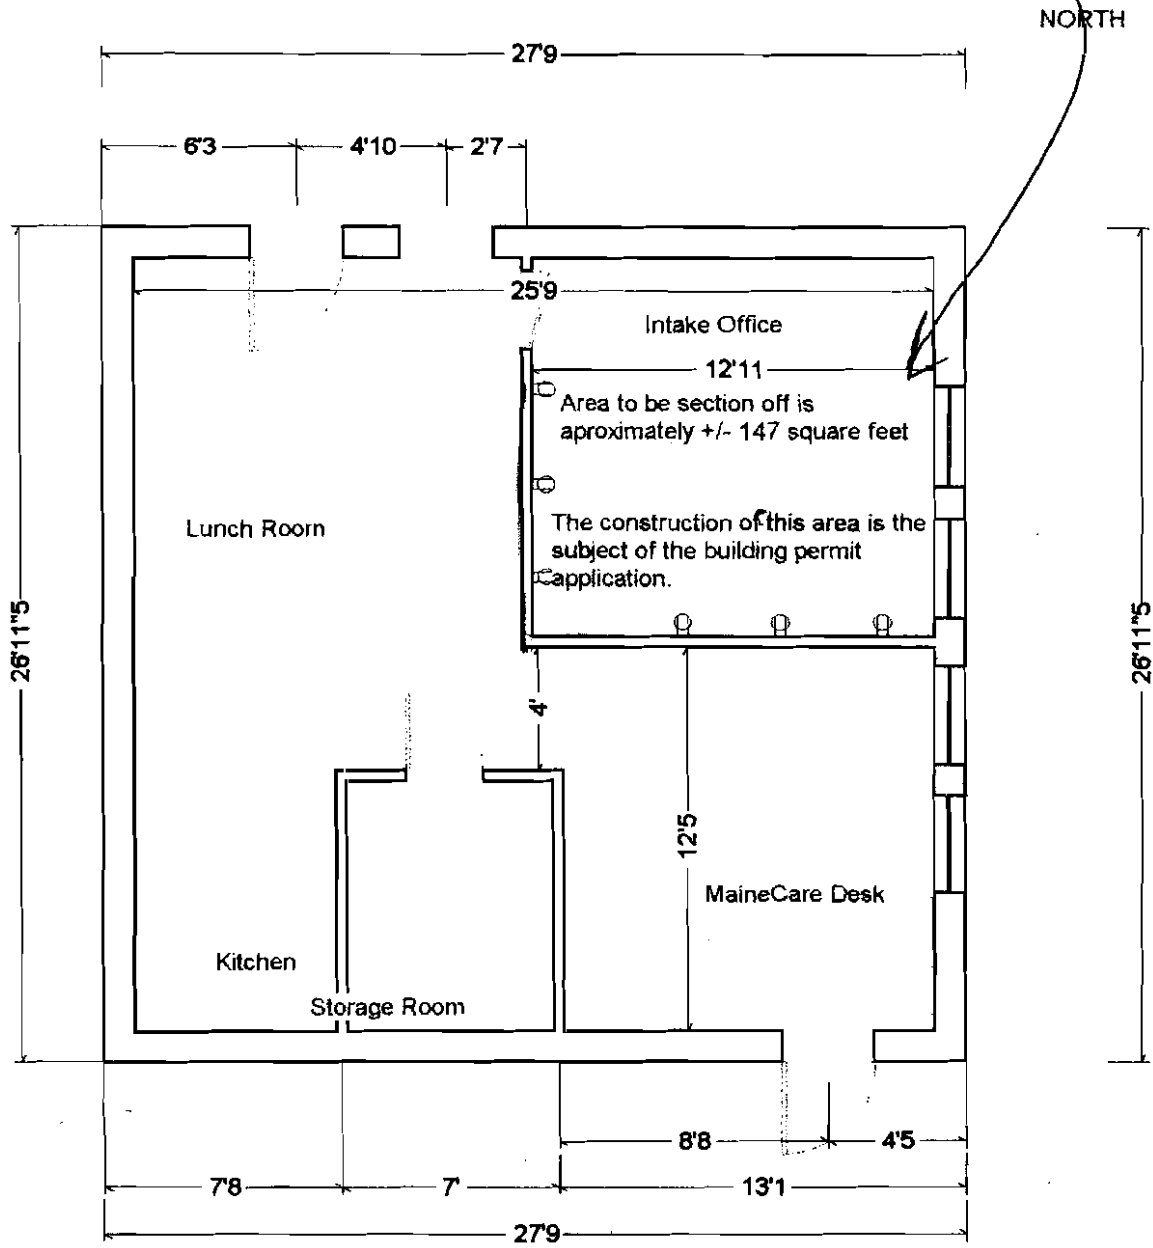 NORTH
27'9
6'3
4'10
2'7
25'9
Intake Office
12'11
Area to be section off is
aproximately +/- 147 square feet
Lunch Room
The construction of this area is the
subject of the building permit
application.
26'11"5
26'11"5
4'
12'5
MaineCare Desk
Kitchen
Storage Room
8'8
4'5
7'8
7'
13'1
27'9